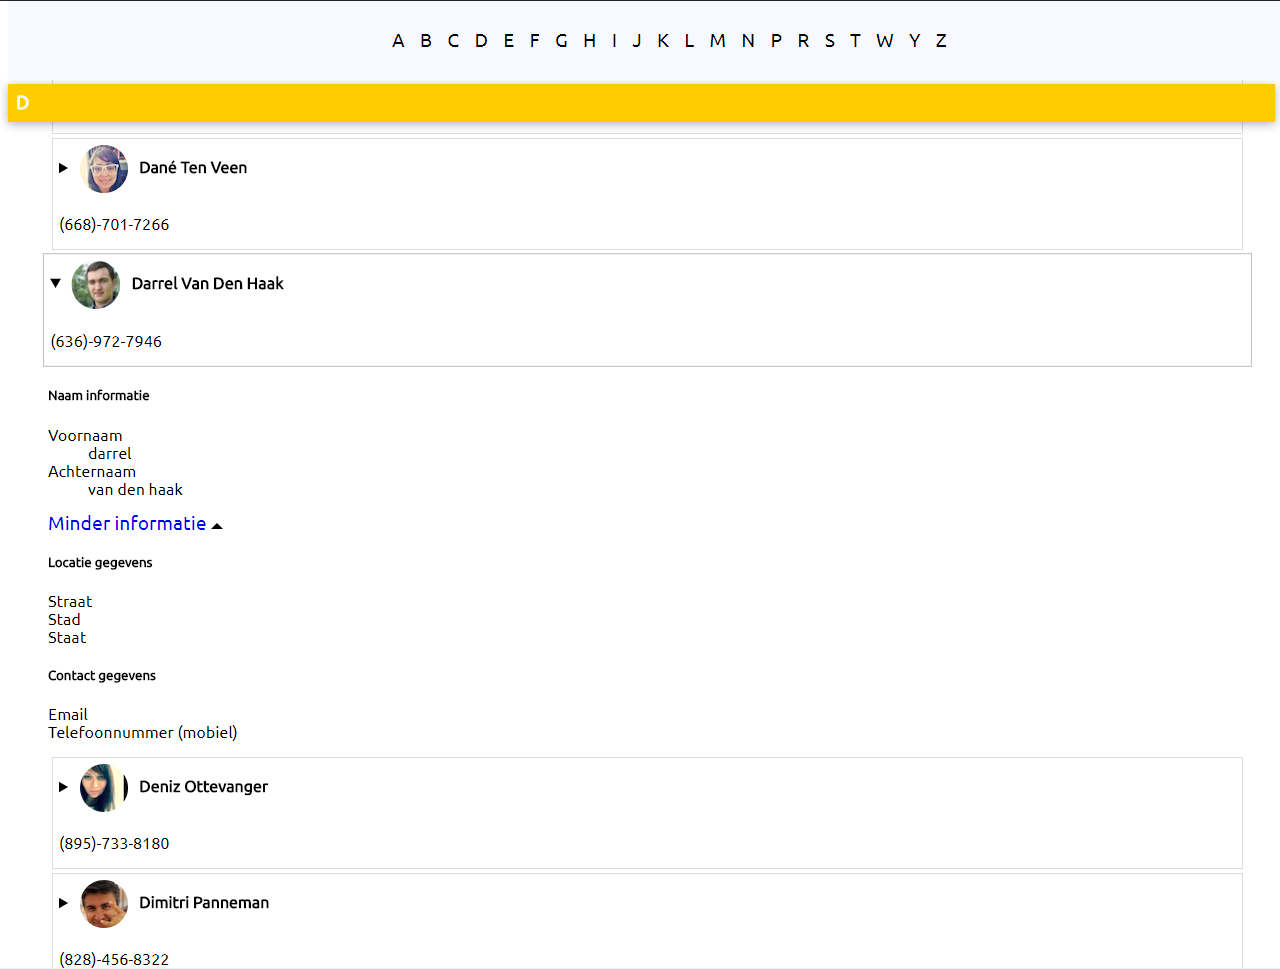 A B C D E F G H I J K L M N P R S T W Y Z
D
Dané Ten Veen
(668)-701-7266
Darrel Van Den Haak
(636)-972-7946
Naam informatie
Voornaam
darrel
Achternaam
van den haak
Minder informatie
Locatie gegevens
Straat
Stad
Staat
Contact gegevens
Email
Telefoonnummer (mobiel)
Deniz Ottevanger
(895)-733-8180
Dimitri Panneman
(828)-456-8322